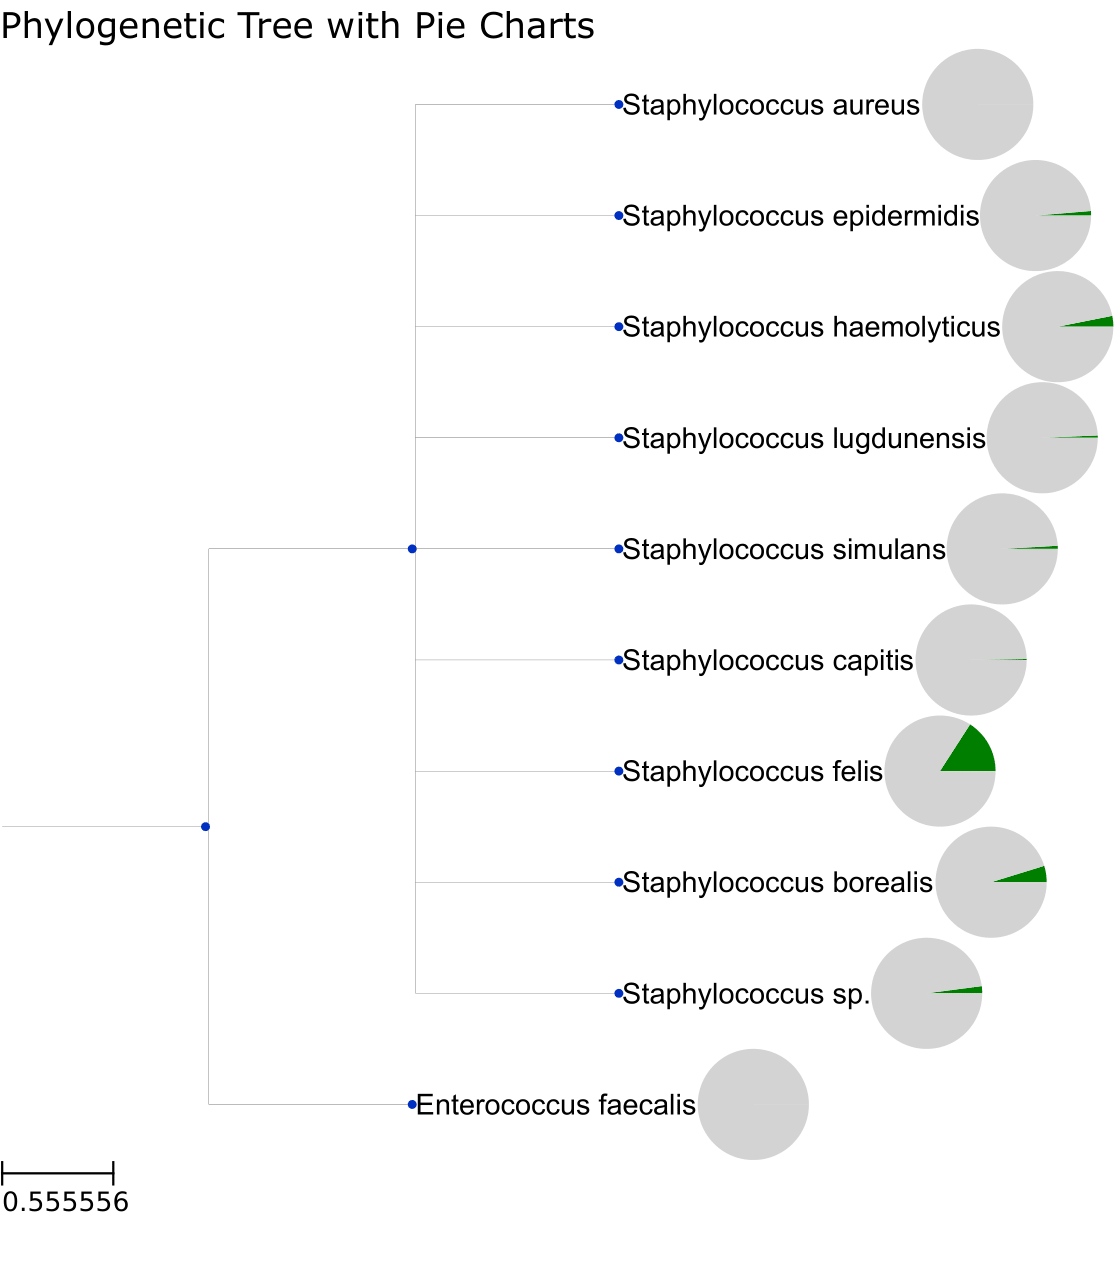 Phylogenetic Tree with Pie Charts
Staphylococcus aureus
Staphylococcus epidermidis
Staphylococcus haemolyticus
Staphylococcus lugdunensis
Staphylococcus simulans
Staphylococcus capitis
Staphylococcus felis
Staphylococcus borealis
Staphylococcus sp.
Enterococcus faecalis
0.555556